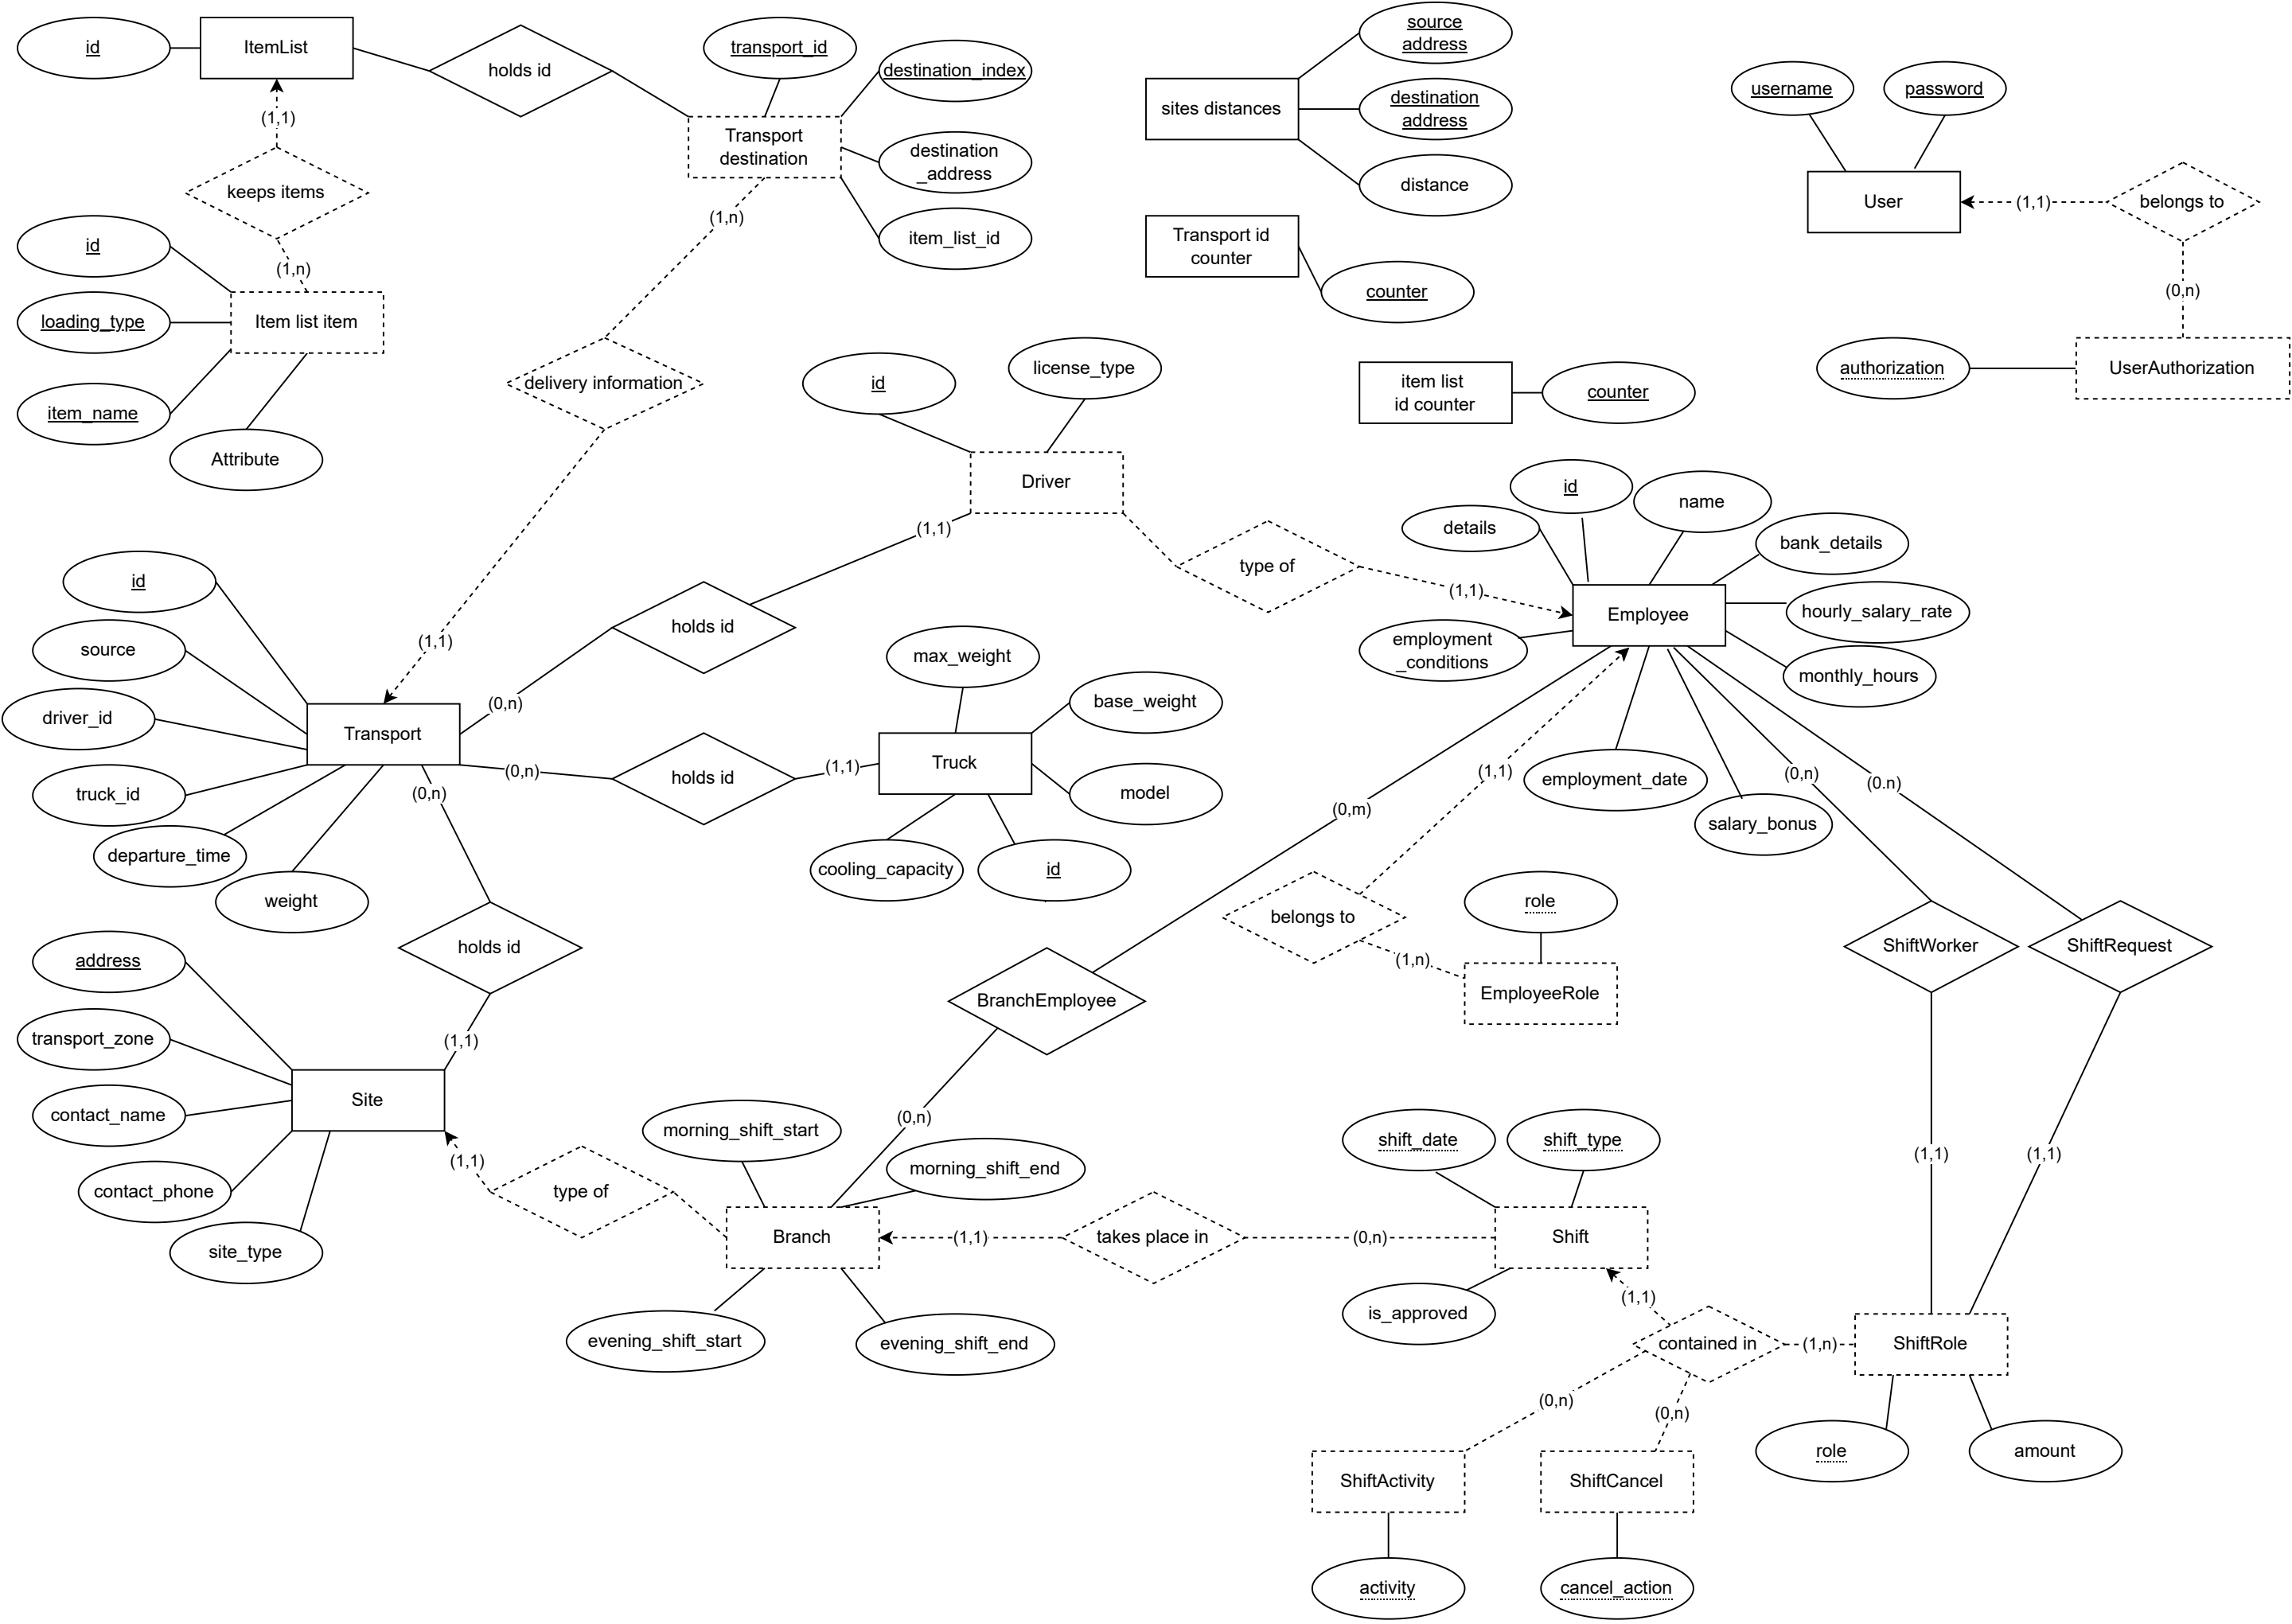 id
ItemList
holds id
transport_id
destination_index
Transport
destination
destination
_address
item_list_id
(1,1)
keeps items
(1,n)
id
loading_type
item_name
Item list item
Attribute
(1,n)
delivery information
(1,1)
source
address
sites distances
destination
address
distance
Transport id
counter
counter
item list
id counter
counter
username
password
User
(1,1)
belongs to
(0,n)
authorization
UserAuthorization
id
license_type
Driver
(1,1)
type of
(1,1)
id
name
details
bank_details
Employee
hourly_salary_rate
employment
_conditions
monthly_hours
employment_date
salary_bonus
id
source
driver_id
truck_id
departure_time
weight
Transport
holds id
(0,n)
(0,n)
holds id
(1,1)
(0,n)
max_weight
base_weight
Truck
model
cooling_capacity
id
holds id
(1,1)
address
transport_zone
contact_name
contact_phone
site_type
Site
(1,1)
type of
(0,m)
BranchEmployee
(0,n)
(1,1)
belongs to
(1,n)
role
EmployeeRole
(0,n)
(0.n)
ShiftWorker
ShiftRequest
(1,1)
(1,1)
morning_shift_start
morning_shift_end
Branch
evening_shift_start
evening_shift_end
(1,1)
takes place in
(0,n)
shift_date
shift_type
Shift
is_approved
(1,1)
contained in
(1,n)
ShiftRole
role
amount
(0,n)
(0,n)
ShiftActivity
ShiftCancel
activity
cancel_action